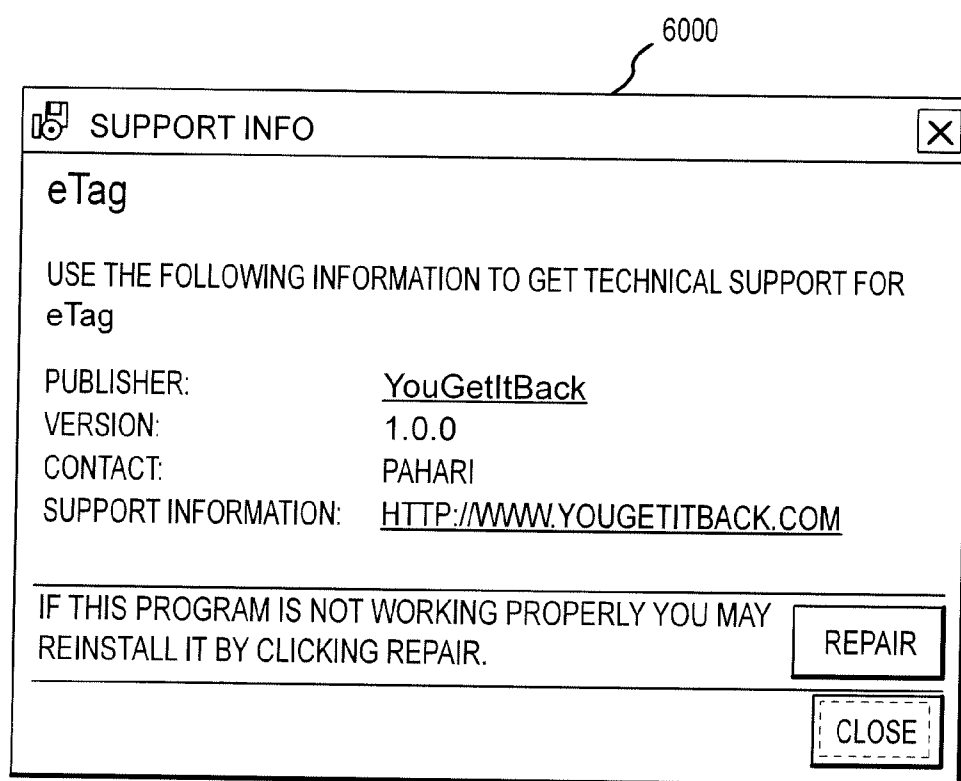 6000
SUPPORT INFO
eTag
USE THE FOLLOWING INFORMATION TO GET TECHNICAL SUPPORT FOR
eTag
PUBLISHER: YouGetItBack
VERSION: 1.0.0
CONTACT: PAHARI
SUPPORT INFORMATION: HTTP://WWW.YOUGETITBACK.COM
IF THIS PROGRAM IS NOT WORKING PROPERLY YOU MAY
REINSTALL IT BY CLICKING REPAIR.
REPAIR
CLOSE